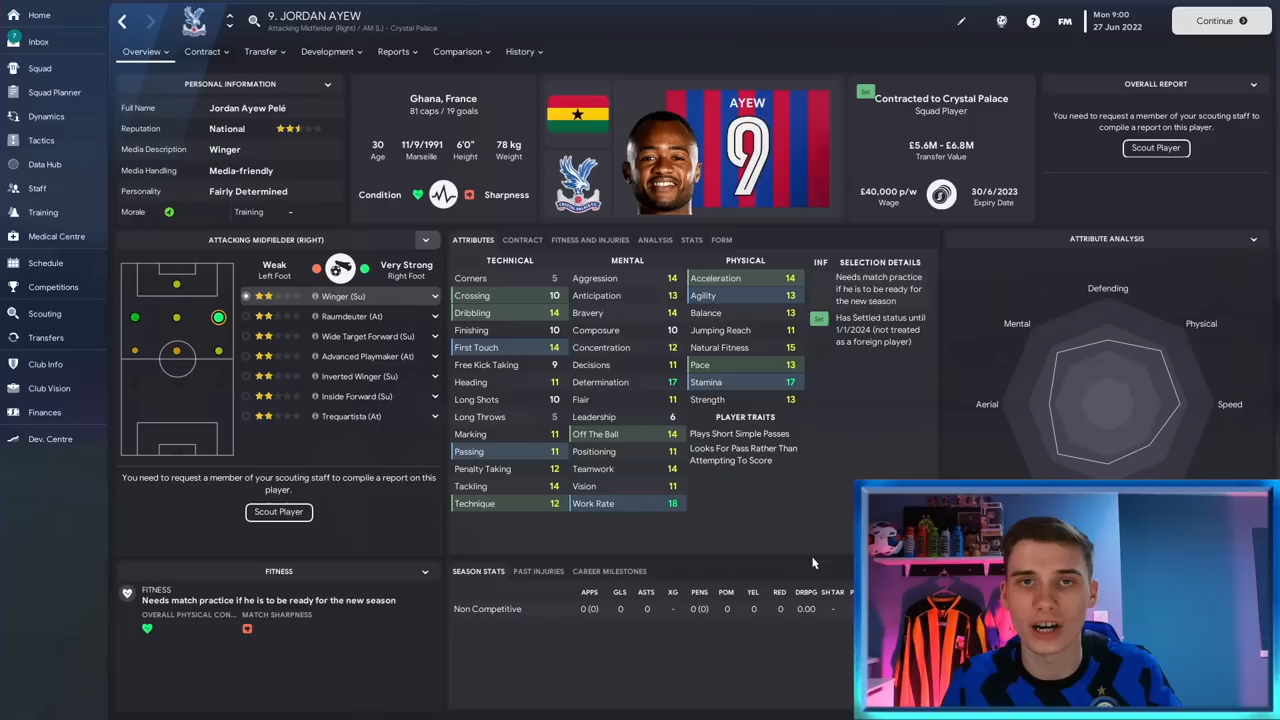 Home
Inbox
Squad
Squad Planner
Dynamics
Tactics
Data Hub
Staff
Training
Medical Centre
Schedule
Competitions
Scouting
Transfers
Club Info
Club Vision
Finances
Dev. Centre
9. JORDAN AYEW
Attacking Midfielder (Right) / AM (L) - Crystal Palace
FM
Mon 9:00
27 Jun 2022
Continue
Overview
Contract
Transfer
Development
Reports
Comparison
History
PERSONAL INFORMATION
Full Name Jordan Ayew Pelé
Reputation National
Media Description Winger
Media Handling Media-friendly
Personality Fairly Determined
Morale Training -
Ghana, France
81 caps / 19 goals
30 11/9/1991 6'0" 78 kg
Age Marseille Height Weight
Condition Sharpness
AYEW
9
Set
Contracted to Crystal Palace
Squad Player
£5.6M - £6.8M
Transfer Value
£40,000 p/w 30/6/2023
Wage Expiry Date
OVERALL REPORT
You need to request a member of your scouting staff to
compile a report on this player.
Scout Player
ATTACKING MIDFIELDER (RIGHT)
Weak Very Strong
Left Foot Right Foot
Winger (Su)
Raumdeuter (At)
Wide Target Forward (Su)
Advanced Playmaker (At)
Inverted Winger (Su)
Inside Forward (Su)
Trequartista (At)
You need to request a member of your scouting staff to compile a report on this
player.
Scout Player
FITNESS
FITNESS
Needs match practice if he is to be ready for the new season
OVERALL PHYSICAL CON... MATCH SHARPNESS
ATTRIBUTES CONTRACT FITNESS AND INJURIES ANALYSIS STATS FORM
TECHNICAL
Corners 5
Crossing 10
Dribbling 14
Finishing 10
First Touch 14
Free Kick Taking 9
Heading 11
Long Shots 10
Long Throws 5
Marking 11
Passing 11
Penalty Taking 12
Tackling 14
Technique 12
MENTAL
Aggression 14
Anticipation 13
Bravery 14
Composure 10
Concentration 12
Decisions 11
Determination 17
Flair 11
Leadership 6
Off The Ball 14
Positioning 11
Teamwork 14
Vision 11
Work Rate 18
PHYSICAL
Acceleration 14
Agility 13
Balance 13
Jumping Reach 11
Natural Fitness 15
Pace 13
Stamina 17
Strength 13
PLAYER TRAITS
Plays Short Simple Passes
Looks For Pass Rather Than
Attempting To Score
INF SELECTION DETAILS
Needs match practice
if he is to be ready for
the new season
Set
Has Settled status until
1/1/2024 (not treated
as a foreign player)
ATTRIBUTE ANALYSIS
Defending
Mental
Physical
Aerial
Speed
SEASON STATS PAST INJURIES CAREER MILESTONES
APPS GLS ASTS XG PENS POM YEL RED DRBPG SH TAR
Non Competitive 0 (0) 0 0 - 0 (0) 0 0 0 0.00 -